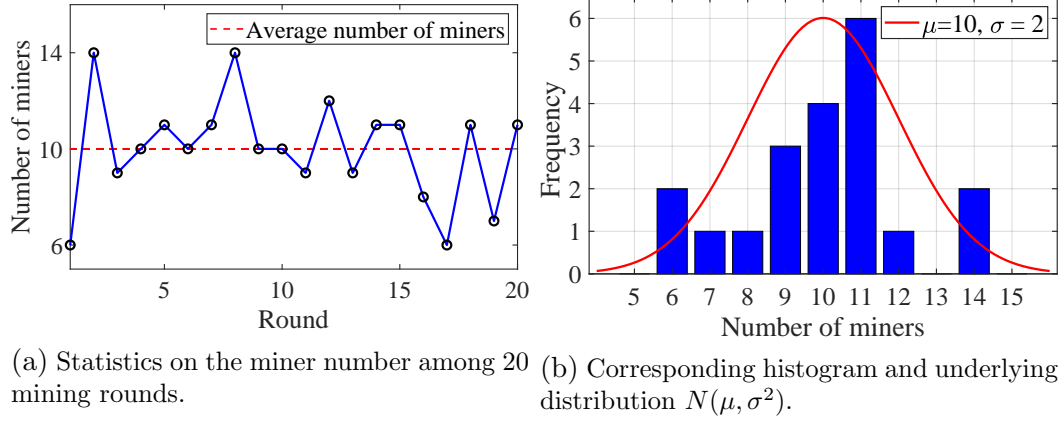 14
10
6
Number of miners
Average number of miners
5
10
15
20
Round
(a) Statistics on the miner number among 20
mining rounds.
6
5
4
3
2
1
0
Frequency
μ=10, σ = 2
5 6 7 8 9 10 11 12 13 14 15
Number of miners
(b) Corresponding histogram and underlying
distribution N(μ, σ²).